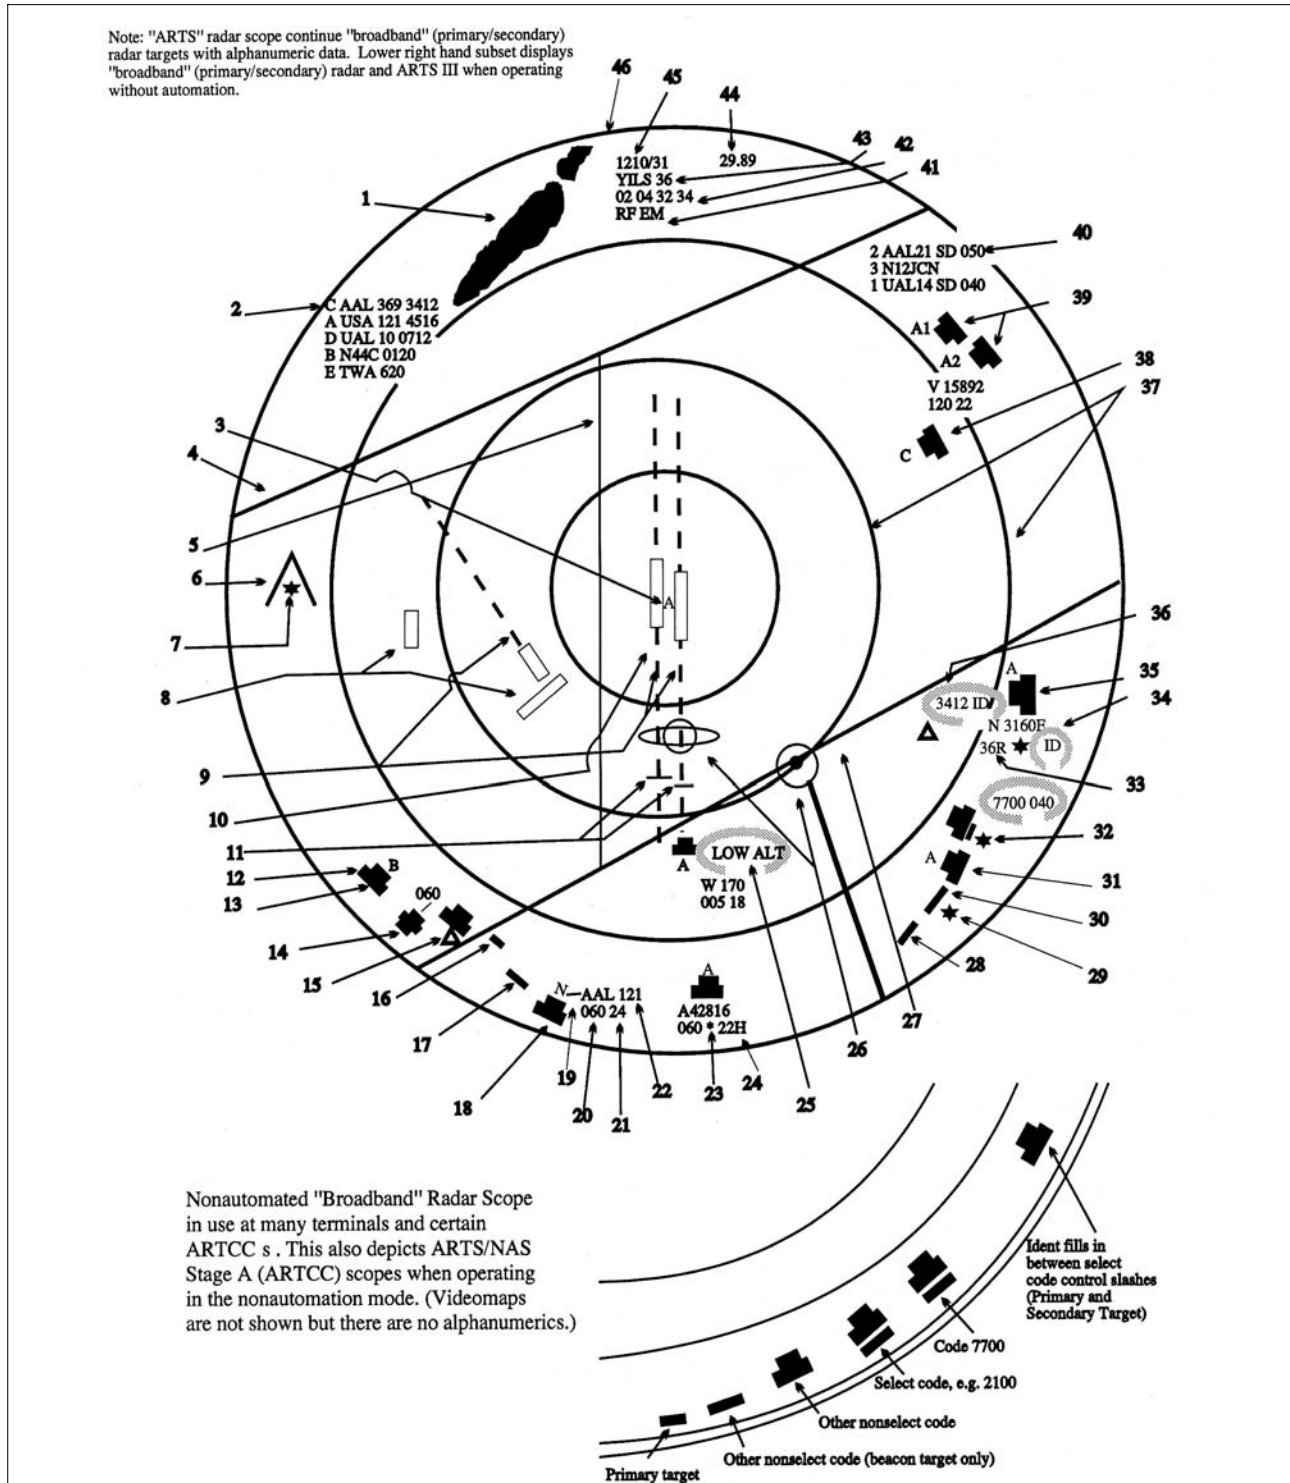 Note: "ARTS" radar scope continue "broadband" (primary/secondary)
radar targets with alphanumeric data. Lower right hand subset displays
"broadband" (primary/secondary) radar and ARTS III when operating
without automation.
46
45
44
43
42
41
1210/31
29.89
YILS 36
02 04 32 34
RF EM
1
40
2 AAL21 SD 050
3 N12JCN
1 UAL14 SD 040
2
C AAL 369 3412
A USA 121 4516
D UAL 10 0712
B N44C 0120
E TWA 620
39
A1
A2
38
V 15892
120 22
37
C
3
4
5
6
7
A
36
8
A
35
3412 ID
34
N 3160F
36R
ID
9
33
7700 040
10
32
11
A
LOW ALT
A
31
12
B
W 170
005 18
13
060
30
14
29
15
28
16
27
17
N
AAL 121
060 24
A
A42816
060 * 22H
26
18
19
20
21
22
23
24
25
Nonautomated "Broadband" Radar Scope
in use at many terminals and certain
ARTCC s . This also depicts ARTS/NAS
Stage A (ARTCC) scopes when operating
in the nonautomation mode. (Videomaps
are not shown but there are no alphanumerics.)
Ident fills in
between select
code control slashes
(Primary and
Secondary Target)
Code 7700
Select code, e.g. 2100
Other nonselect code
Other nonselect code (beacon target only)
Primary target